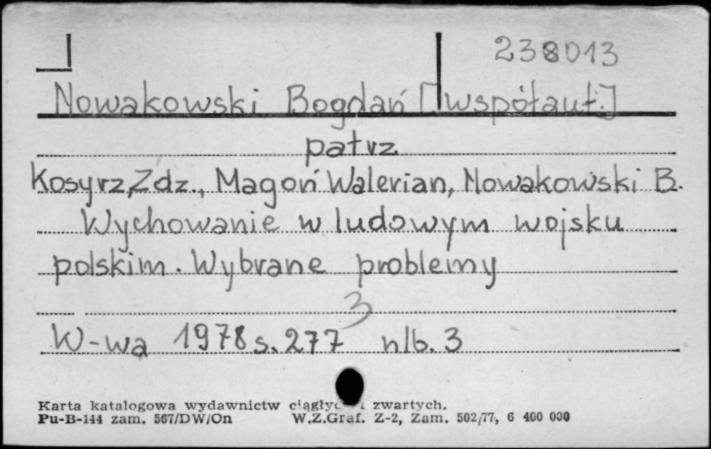 238013
Nowakowski Bogdań [współaut.]
patrz
Kosyrz, Zdz., Magoń Walerian, Nowakowski B.
Wychowanie w ludowym wojsku
polskim. Wybrane problemy
3
W-wa 1978 s. 277 nlb. 3
Karta katalogowa wydawnictw zwartych.
Pu-B-144 zam. 567/DW/On W.Z.Graf. Z-2, Zam. 502/77, 6 400 000